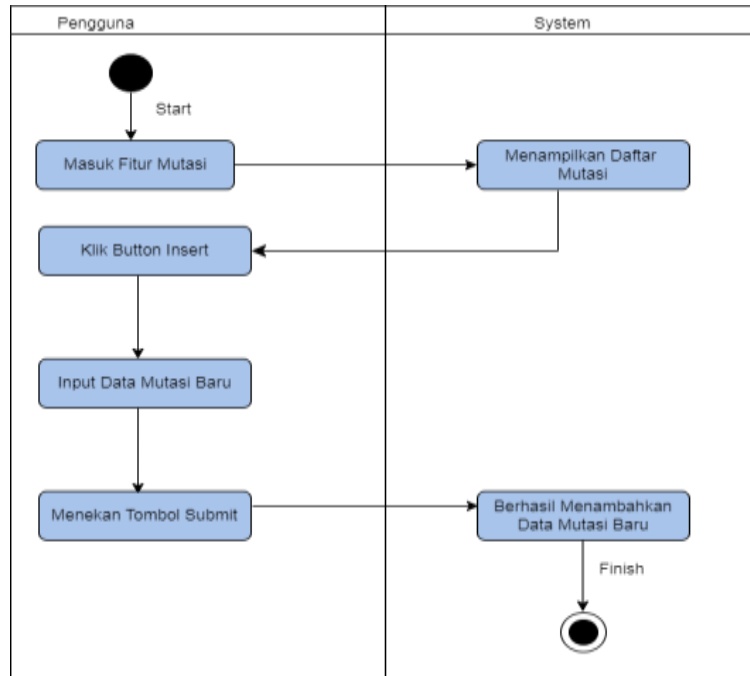 Pengguna
System
Start
Masuk Fitur Mutasi
Menampilkan Daftar
Mutasi
Klik Button Insert
Input Data Mutasi Baru
Menekan Tombol Submit
Berhasil Menambahkan
Data Mutasi Baru
Finish